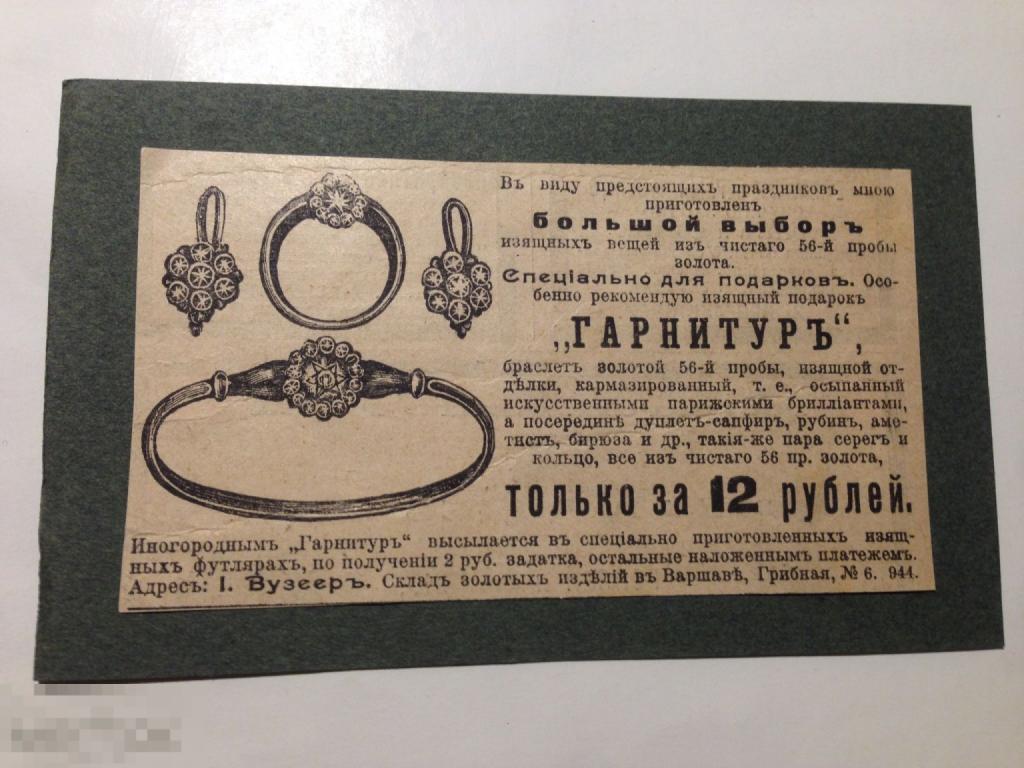 Въ виду предстоящихъ праздниковъ мною
приготовленъ
большой выборъ
изящныхъ вещей изъ чистаго 56-й пробы
золота.
Спеціально для подарковъ. Осо-
бенно рекомендую изящный подарокъ
„ГАРНИТУРЪ“,
браслетъ золотой 56-й пробы, изящной от-
дѣлки, кармазированный, т. е., осыпанный
искусственными парижскими брилліантами,
а посерединѣ дуплетъ-сапфиръ, рубинъ, аме-
тистъ, бирюза и др., такія-же пара серегъ и
кольцо, все изъ чистаго 56 пр. золота,
только за 12 рублей.
Иногороднымъ „Гарнитуръ“ высылается въ спеціально приготовленныхъ изящ-
ныхъ футлярахъ, по полученіи 2 руб. задатка, остальные наложеннымъ платежемъ.
Адресъ: І. Вузееръ. Складъ золотыхъ издѣлій въ Варшавѣ, Грибная, № 6. 944.